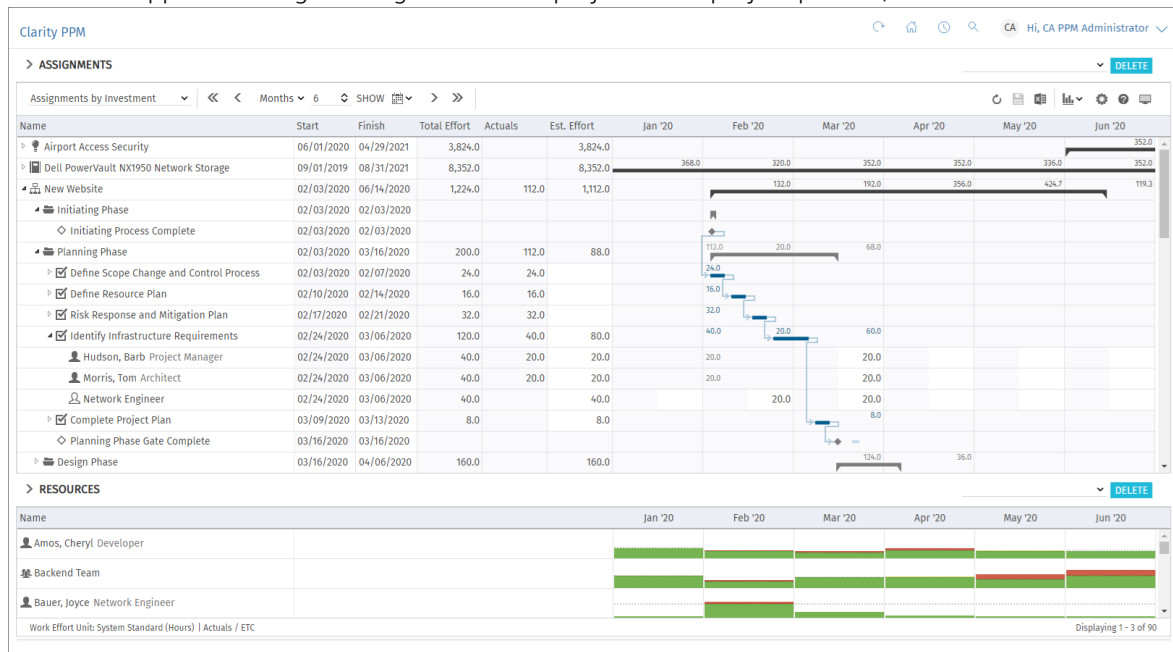 Clarity PPM
CA Hi, CA PPM Administrator
ASSIGNMENTS
DELETE
Assignments by Investment Months 6 SHOW
Name Start Finish Total Effort Actuals Est. Effort Jan '20 Feb '20 Mar '20 Apr '20 May '20 Jun '20
Airport Access Security 06/01/2020 04/29/2021 3,824.0 3,824.0 352.0
Dell PowerVault NX1950 Network Storage 09/01/2019 08/31/2021 8,352.0 8,352.0 368.0 320.0 352.0 352.0 336.0 352.0
New Website 02/03/2020 06/14/2020 1,224.0 112.0 1,112.0 132.0 192.0 356.0 424.7 119.3
Initiating Phase 02/03/2020 02/03/2020
Initiating Process Complete 02/03/2020 02/03/2020
Planning Phase 02/03/2020 03/16/2020 200.0 112.0 88.0 112.0 20.0 68.0
Define Scope Change and Control Process 02/03/2020 02/07/2020 24.0 24.0 24.0
Define Resource Plan 02/10/2020 02/14/2020 16.0 16.0 16.0
Risk Response and Mitigation Plan 02/17/2020 02/21/2020 32.0 32.0 32.0
Identify Infrastructure Requirements 02/24/2020 03/06/2020 120.0 40.0 80.0 40.0 20.0 60.0
Hudson, Barb Project Manager 02/24/2020 03/06/2020 40.0 20.0 20.0 20.0 20.0
Morris, Tom Architect 02/24/2020 03/06/2020 40.0 20.0 20.0 20.0 20.0
Network Engineer 02/24/2020 03/06/2020 40.0 40.0 20.0 20.0
Complete Project Plan 03/09/2020 03/13/2020 8.0 8.0 8.0
Planning Phase Gate Complete 03/16/2020 03/16/2020
Design Phase 03/16/2020 04/06/2020 160.0 160.0 124.0 36.0
RESOURCES
DELETE
Name Jan '20 Feb '20 Mar '20 Apr '20 May '20 Jun '20
Amos, Cheryl Developer
Backend Team
Bauer, Joyce Network Engineer
Work Effort Unit: System Standard (Hours) | Actuals / ETC Displaying 1 - 3 of 90